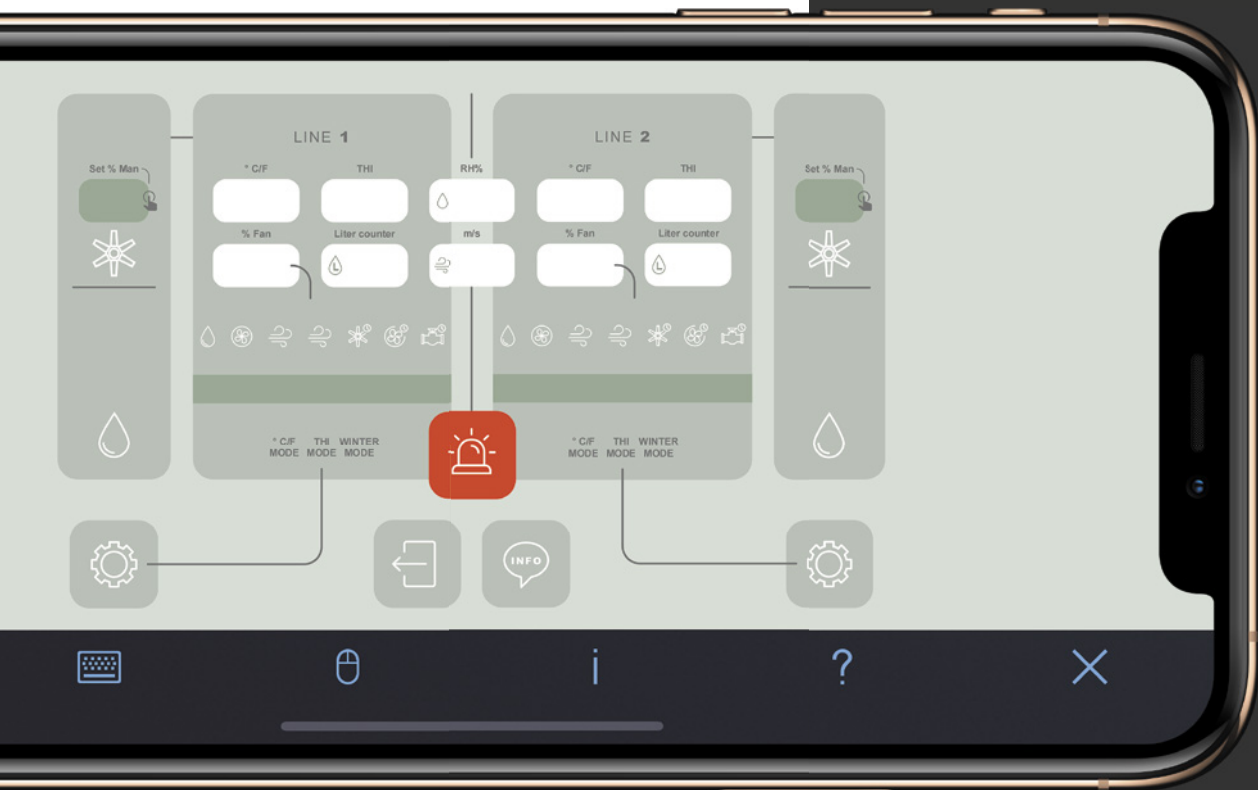 LINE 1
LINE 2
Set % Man
° C/F
THI
RH%
° C/F
THI
Set % Man
% Fan
Liter counter
m/s
% Fan
Liter counter
L
L
° C/F THI WINTER
MODE MODE MODE
° C/F THI WINTER
MODE MODE MODE
INFO
i
?